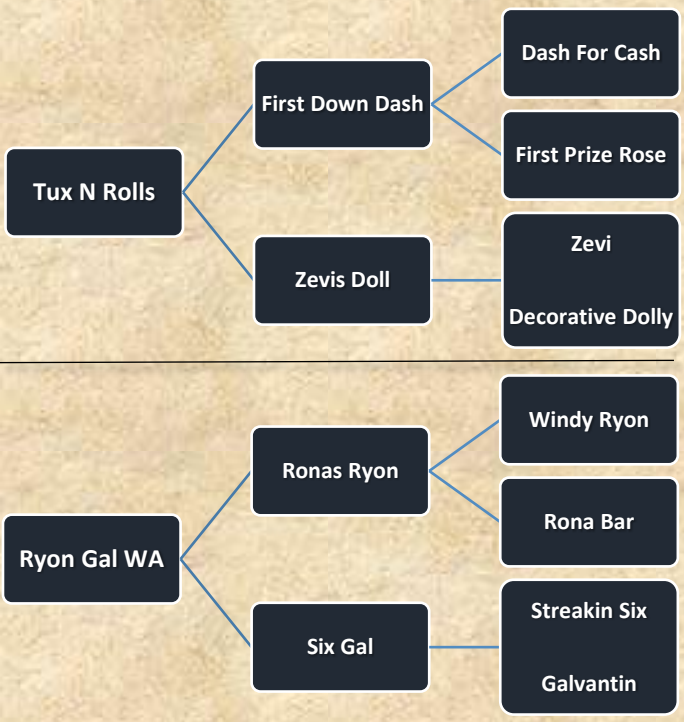 Tux N Rolls
First Down Dash
Dash For Cash
First Prize Rose
Zevis Doll
Zevi
Decorative Dolly
Ryon Gal WA
Ronas Ryon
Windy Ryon
Rona Bar
Six Gal
Streakin Six
Galvantin